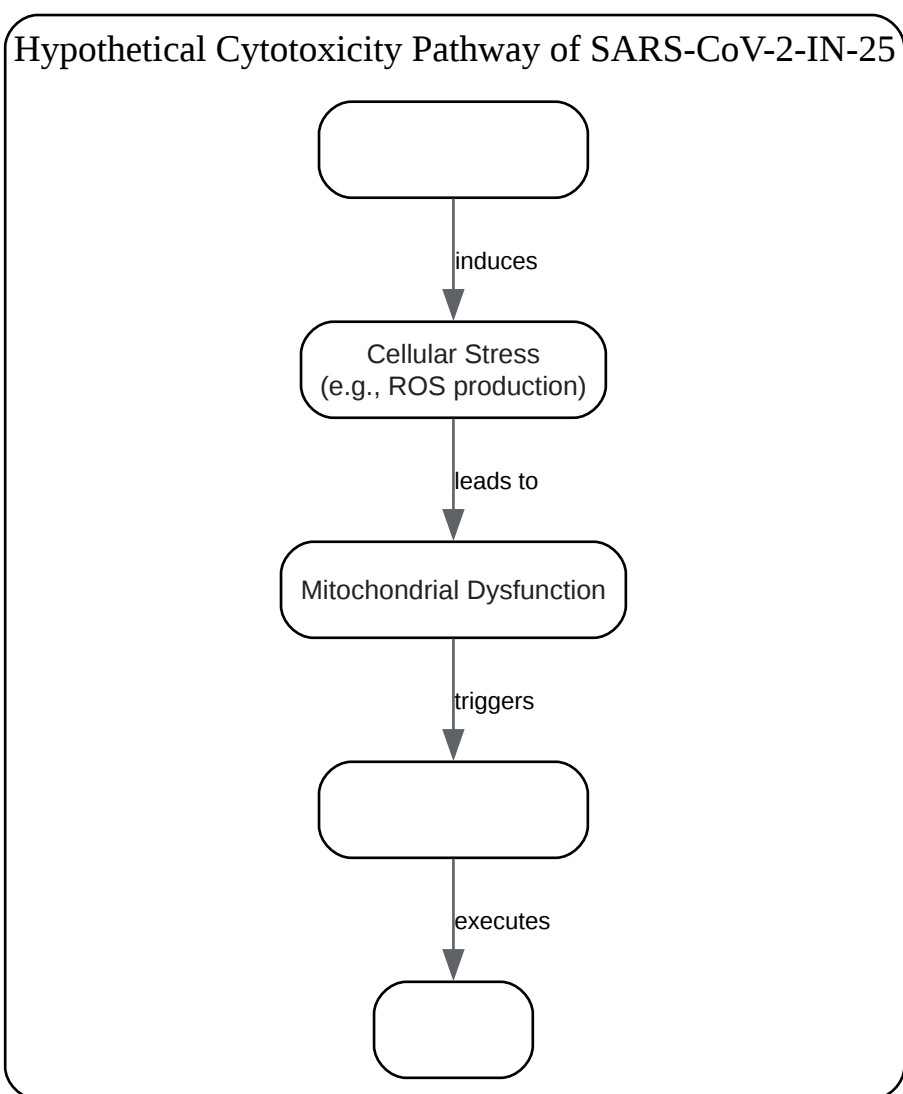 Hypothetical Cytotoxicity Pathway of SARS-CoV-2-IN-25
induces
Cellular Stress
(e.g., ROS production)
leads to
Mitochondrial Dysfunction
triggers
executes